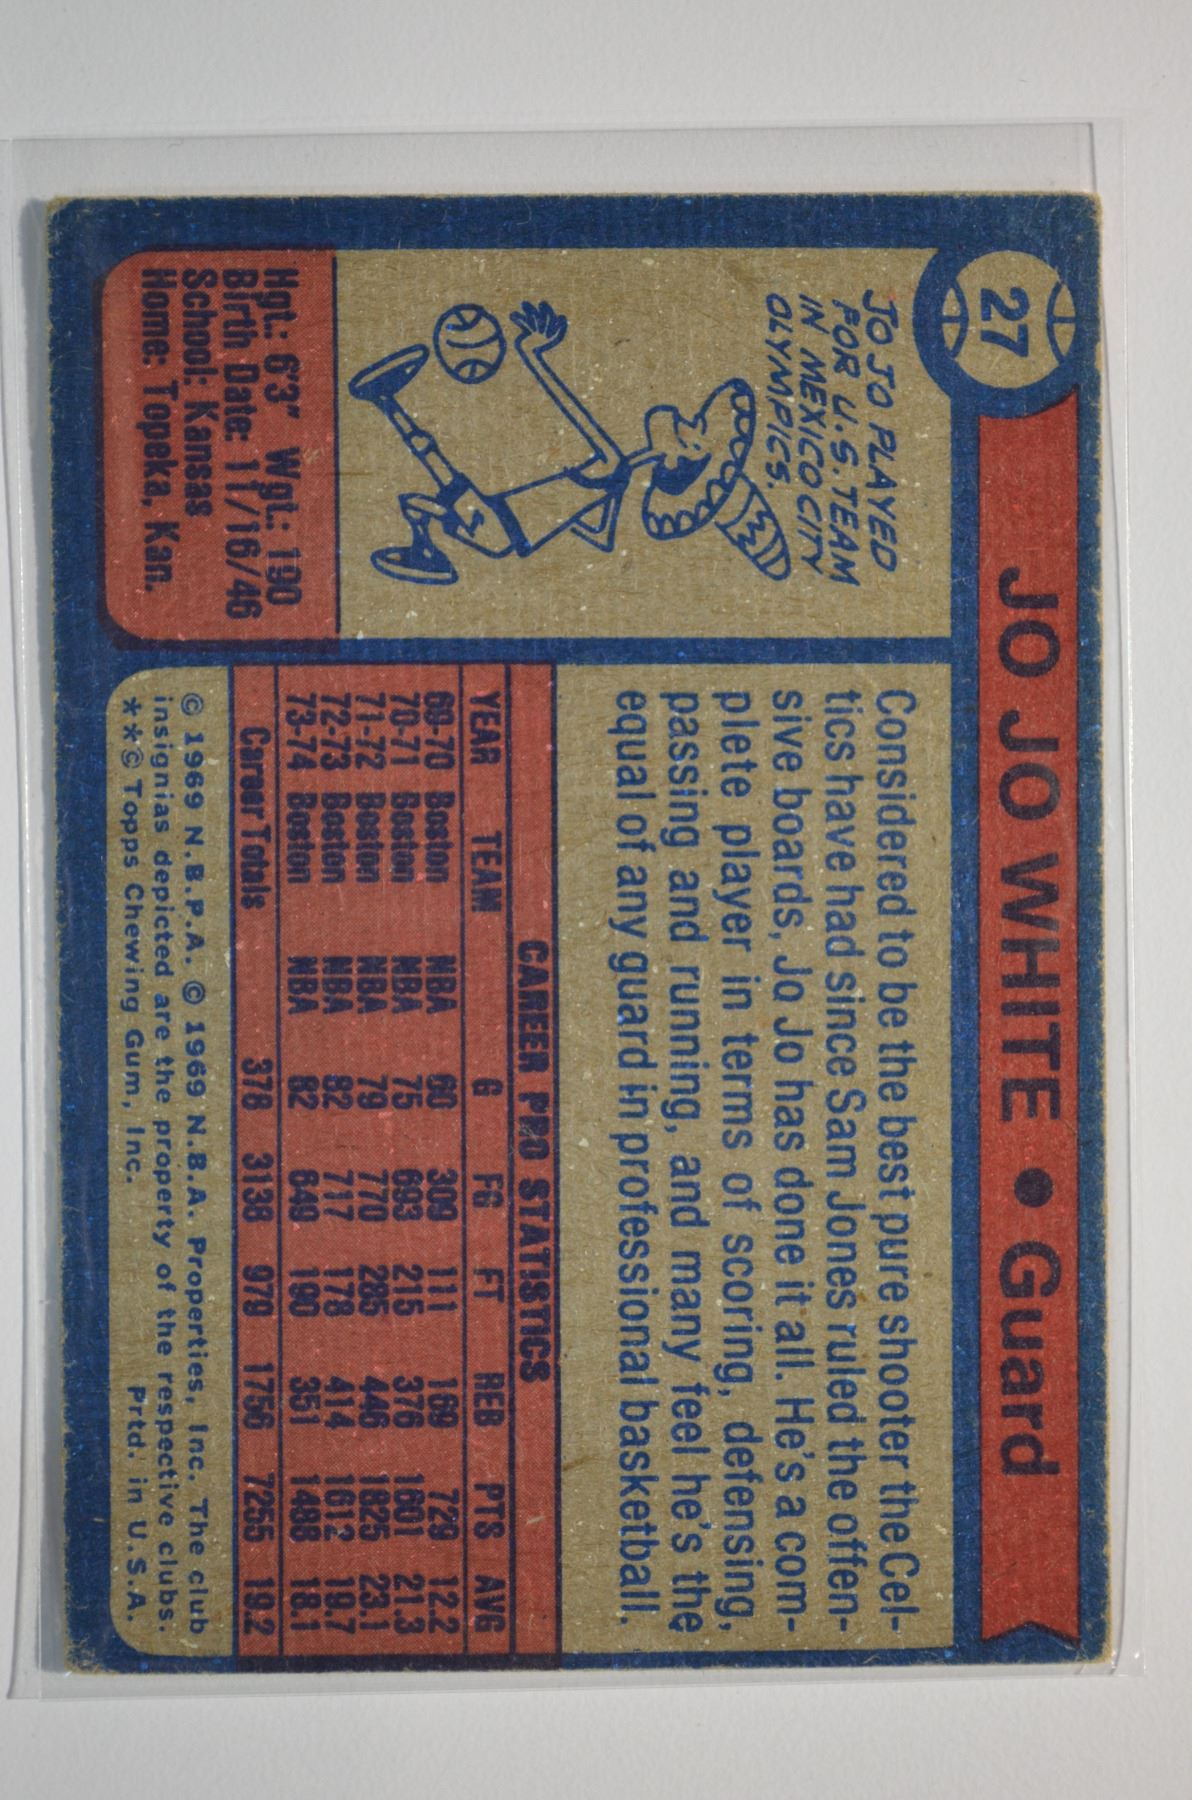 27
JO JO WHITE • Guard
JO JO PLAYED
FOR U.S. TEAM
IN MEXICO CITY
OLYMPICS.
Hgt.: 6'3" Wgt.: 190
Birth Date: 11/16/46
School: Kansas
Home: Topeka, Kan.
Considered to be the best pure shooter the Cel-
tics have had since Sam Jones ruled the offen-
sive boards, Jo Jo has done it all. He's a com-
plete player in terms of scoring, defensing,
passing and running, and many feel he's the
equal of any guard in professional basketball.
CAREER PRO STATISTICS
YEAR TEAM G FG FT REB PTS AVG
69-70 Boston NBA 60 309 111 169 729 12.2
70-71 Boston NBA 75 693 215 376 1601 21.3
71-72 Boston NBA 79 770 285 446 1825 23.1
72-73 Boston NBA 82 717 178 414 1612 19.7
73-74 Boston NBA 82 649 190 351 1488 18.1
Career Totals 378 3138 979 1756 7255 19.2
© 1969 N.B.P.A. © 1969 N.B.A. Properties, Inc. The club
insignias depicted are the property of the respective clubs.
**© Topps Chewing Gum, Inc. Prtd. in U.S.A.